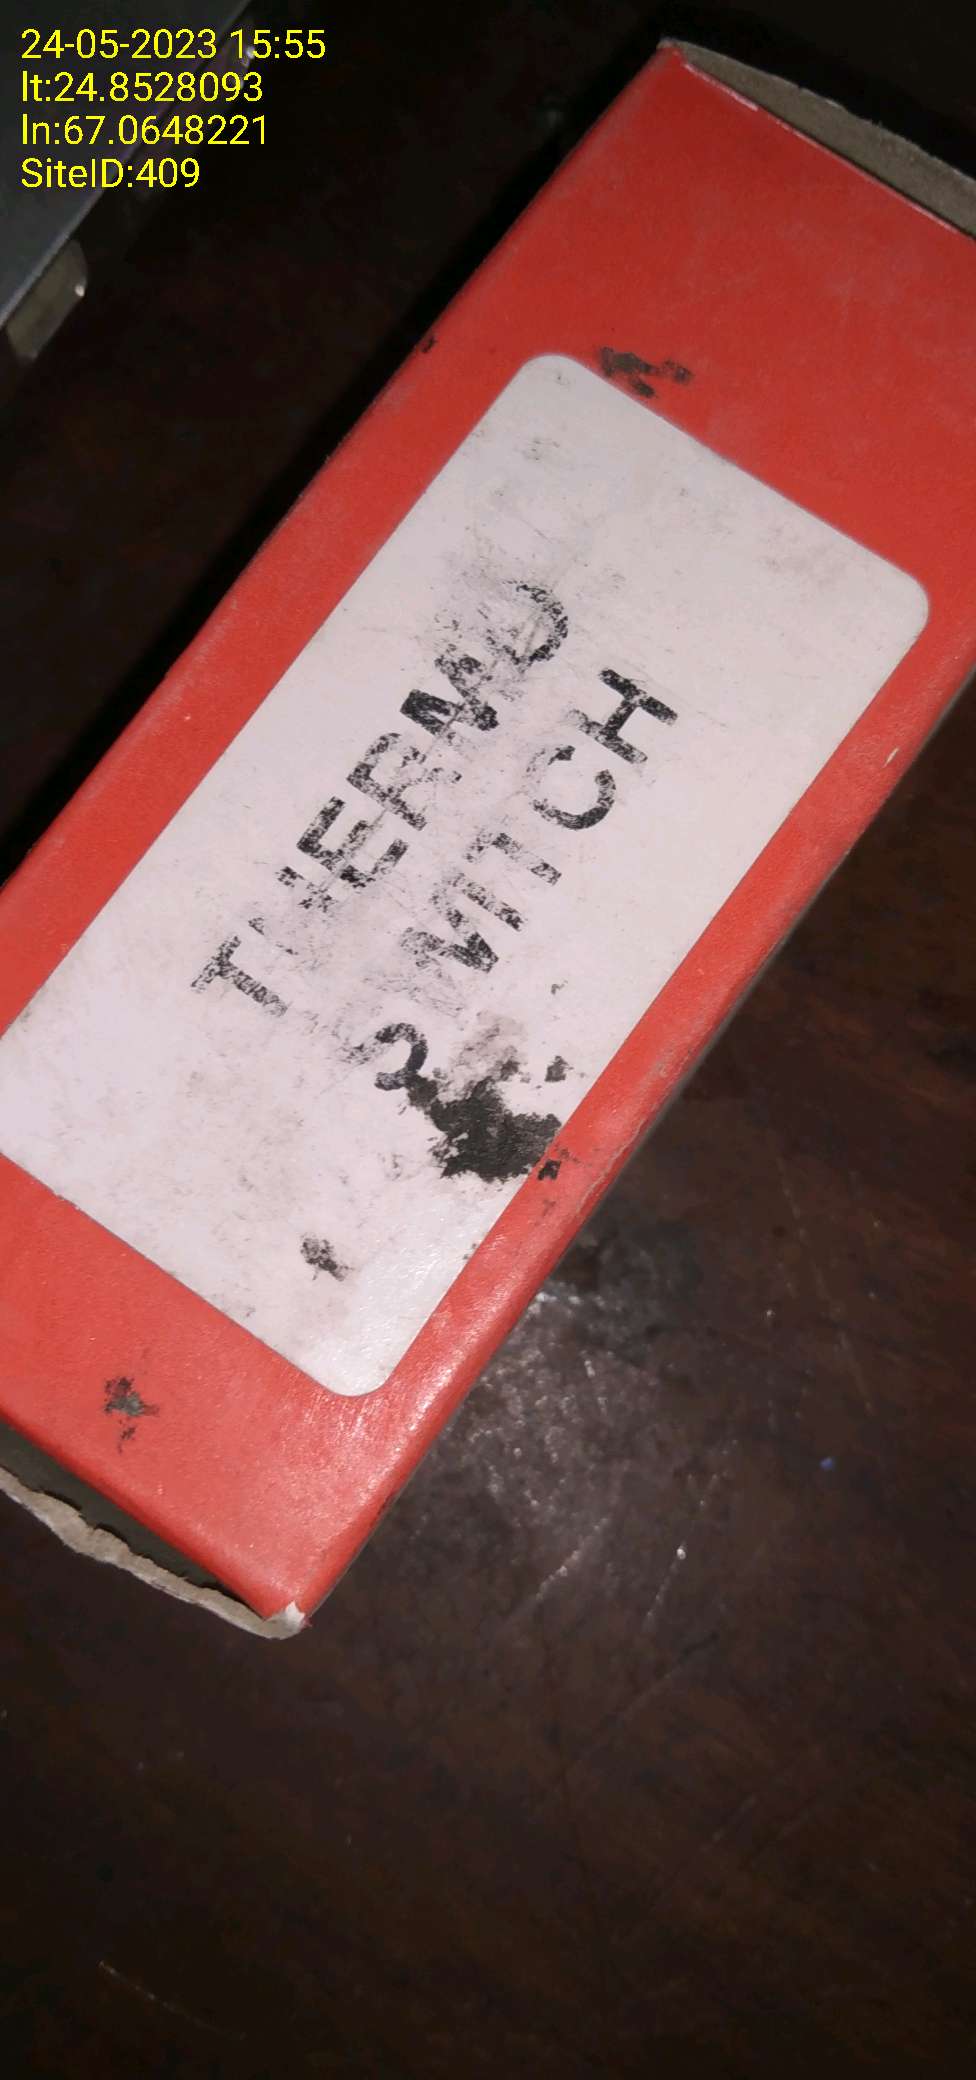 24-05-2023 15:55
lt:24.8528093
ln:67.0648221
SiteID:409
THERMO
SWITCH